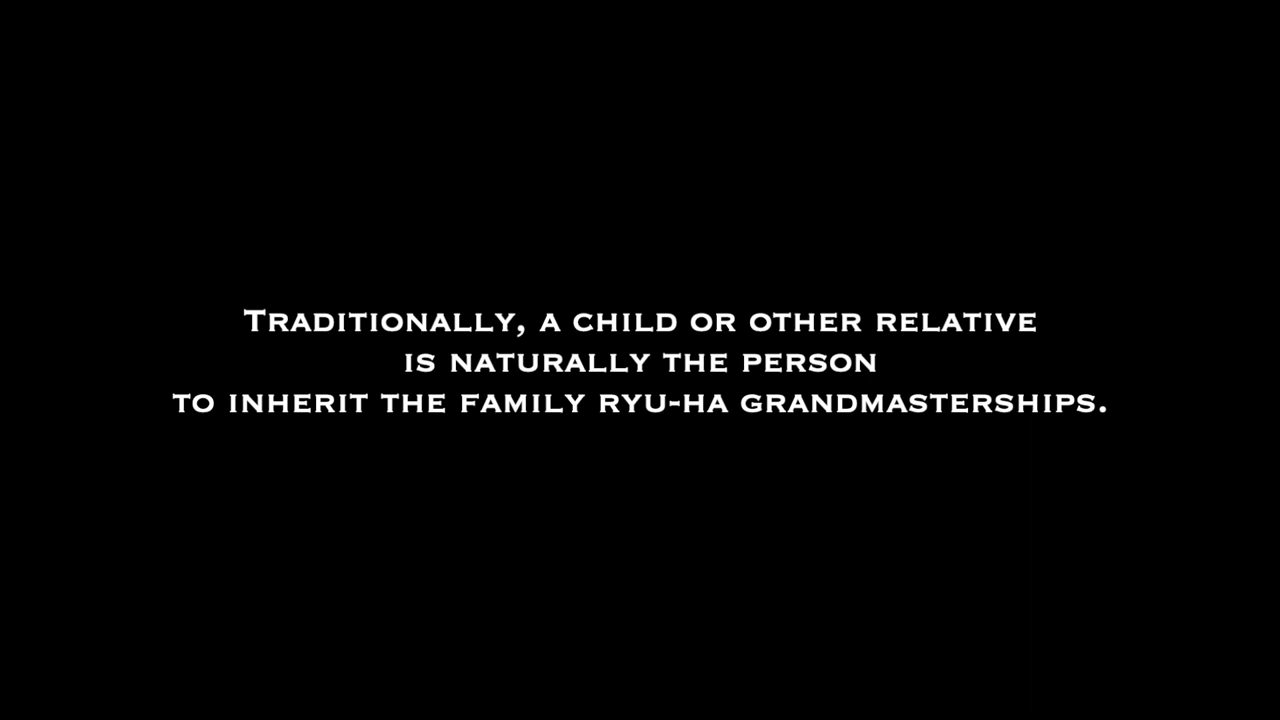 Traditionally, a child or other relative
is naturally the person
to inherit the family ryu-ha grandmasterships.